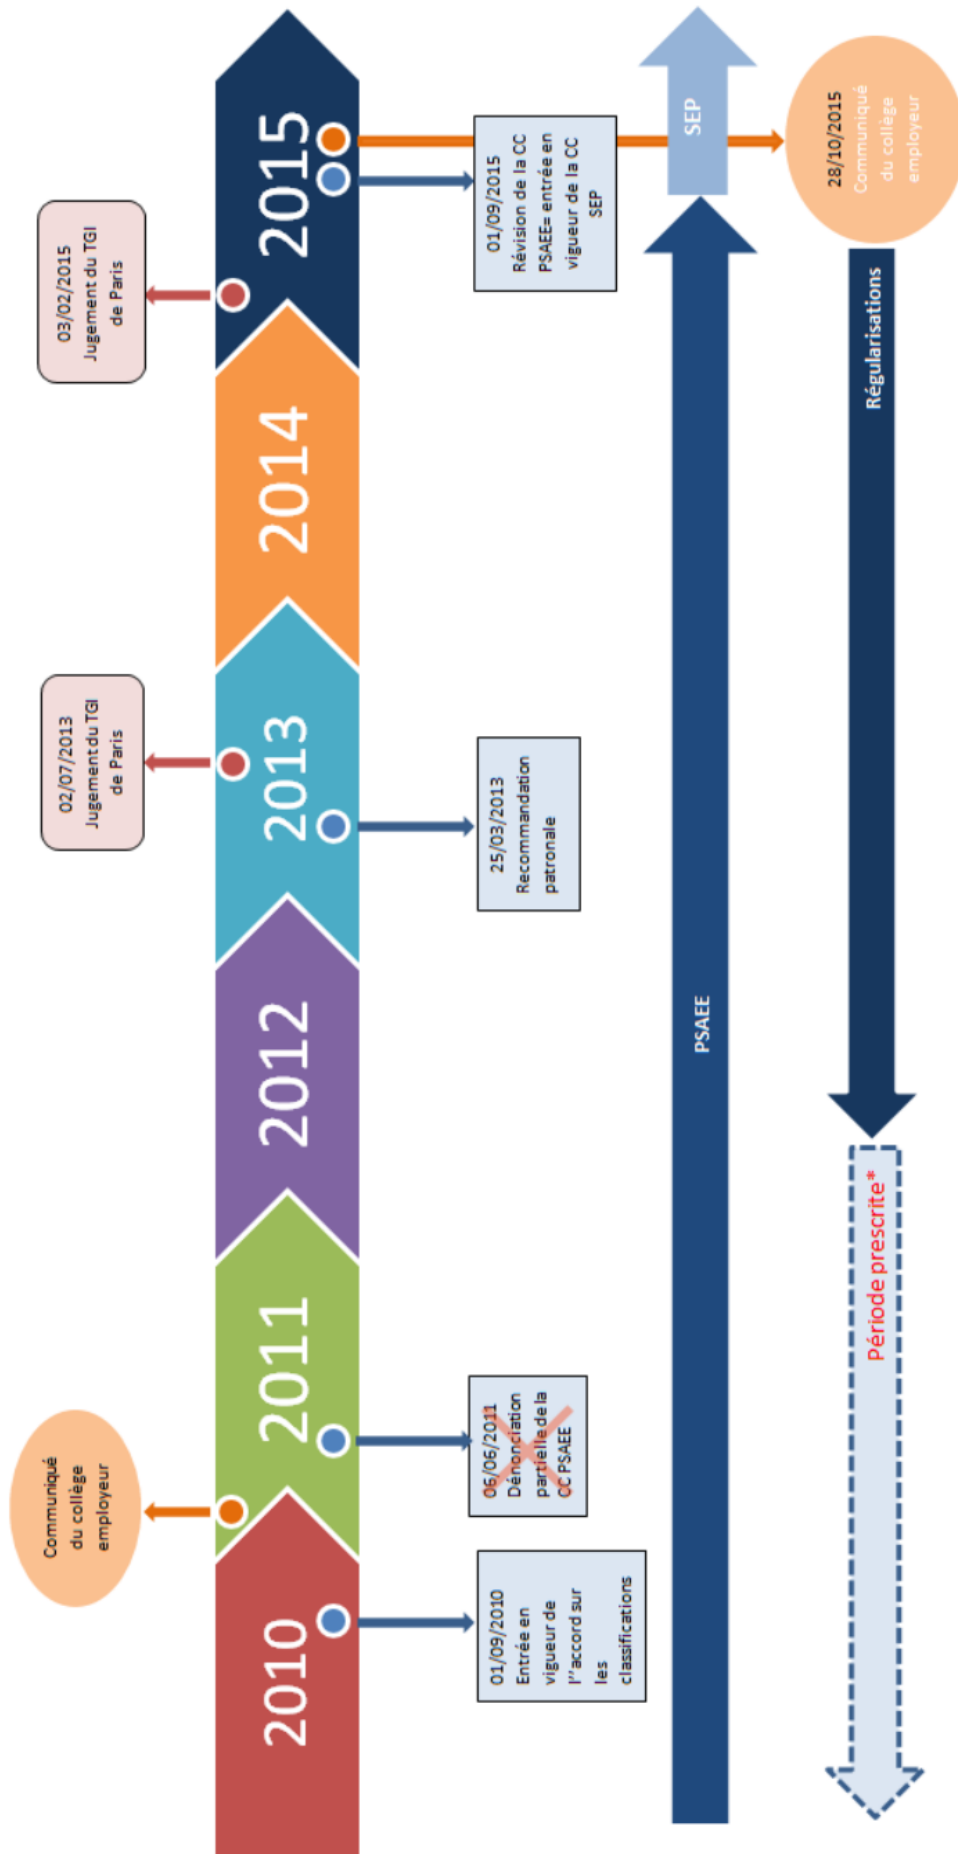 Communiqué
du collège
employeur
02/07/2013
Jugement du TGI
de Paris
03/02/2015
Jugement du TGI
de Paris
2010
2011
2012
2013
2014
2015
01/09/2010
Entrée en
vigueur de
l''accord sur
les
classifications
06/06/2011
Dénonciation
partielle de la
CC PSAEE
25/03/2013
Recommandation
patronale
01/09/2015
Révision de la CC
PSAEE= entrée en
vigueur de la CC
SEP
PSAEE
SEP
Période prescrite*
Régularisations
28/10/2015
Communiqué
du collège
employeur